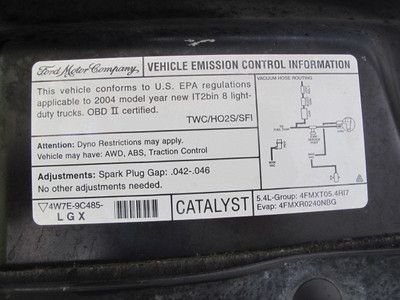 Ford Motor Company
VEHICLE EMISSION CONTROL INFORMATION
This vehicle conforms to U.S. EPA regulations
applicable to 2004 model year new IT2bin 8 light-
duty trucks. OBD II certified.
TWC/HO2S/SFI
Attention: Dyno Restrictions may apply.
Vehicle may have: AWD, ABS, Traction Control
Adjustments: Spark Plug Gap: .042-.046
No other adjustments needed.
VACUUM HOSE ROUTING
▽4W7E-9C485-
LGX
CATALYST
5.4L-Group: 4FMXT05.4RI7
Evap: 4FMXR0240NBG